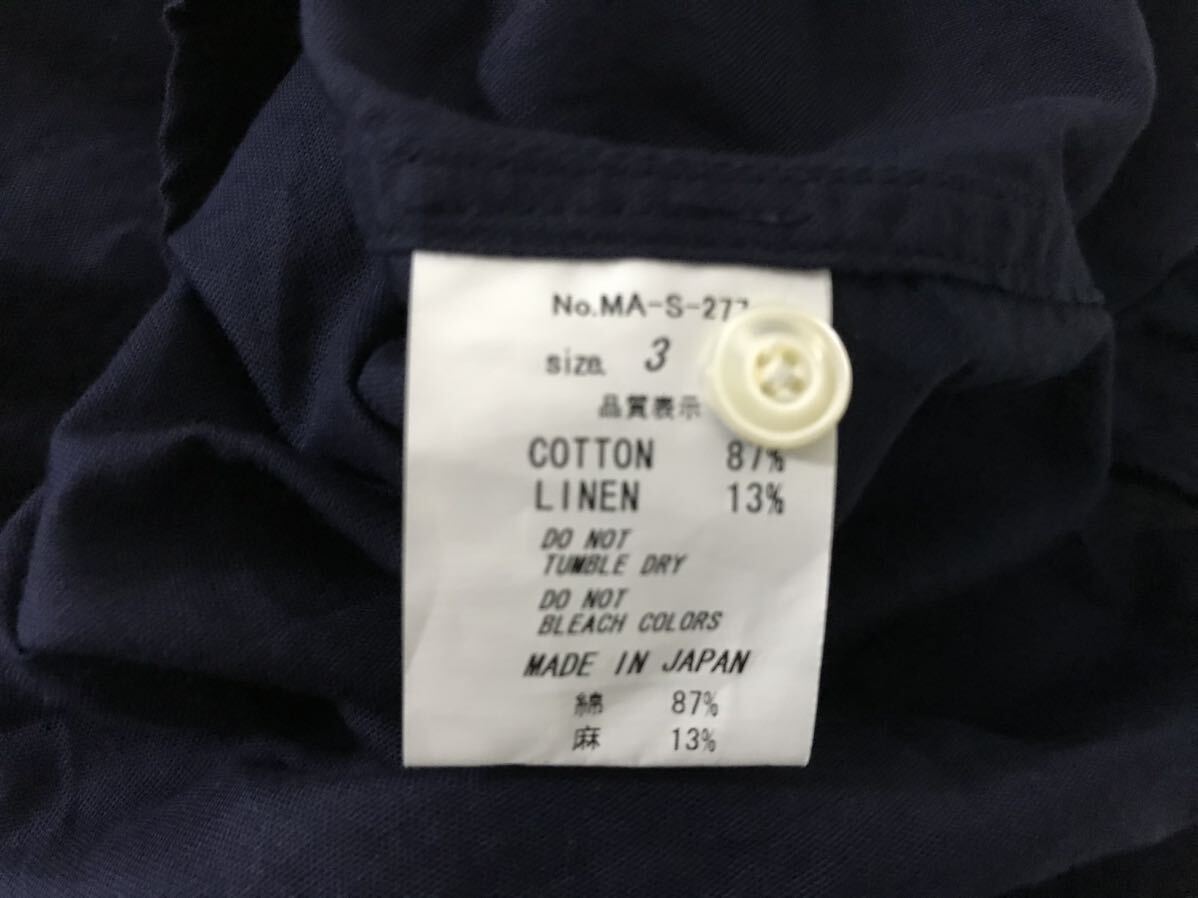 No.MA-S-277
size. 3
品質表示
COTTON 87%
LINEN 13%
DO NOT
TUMBLE DRY
DO NOT
BLEACH COLORS
MADE IN JAPAN
綿 87%
麻 13%